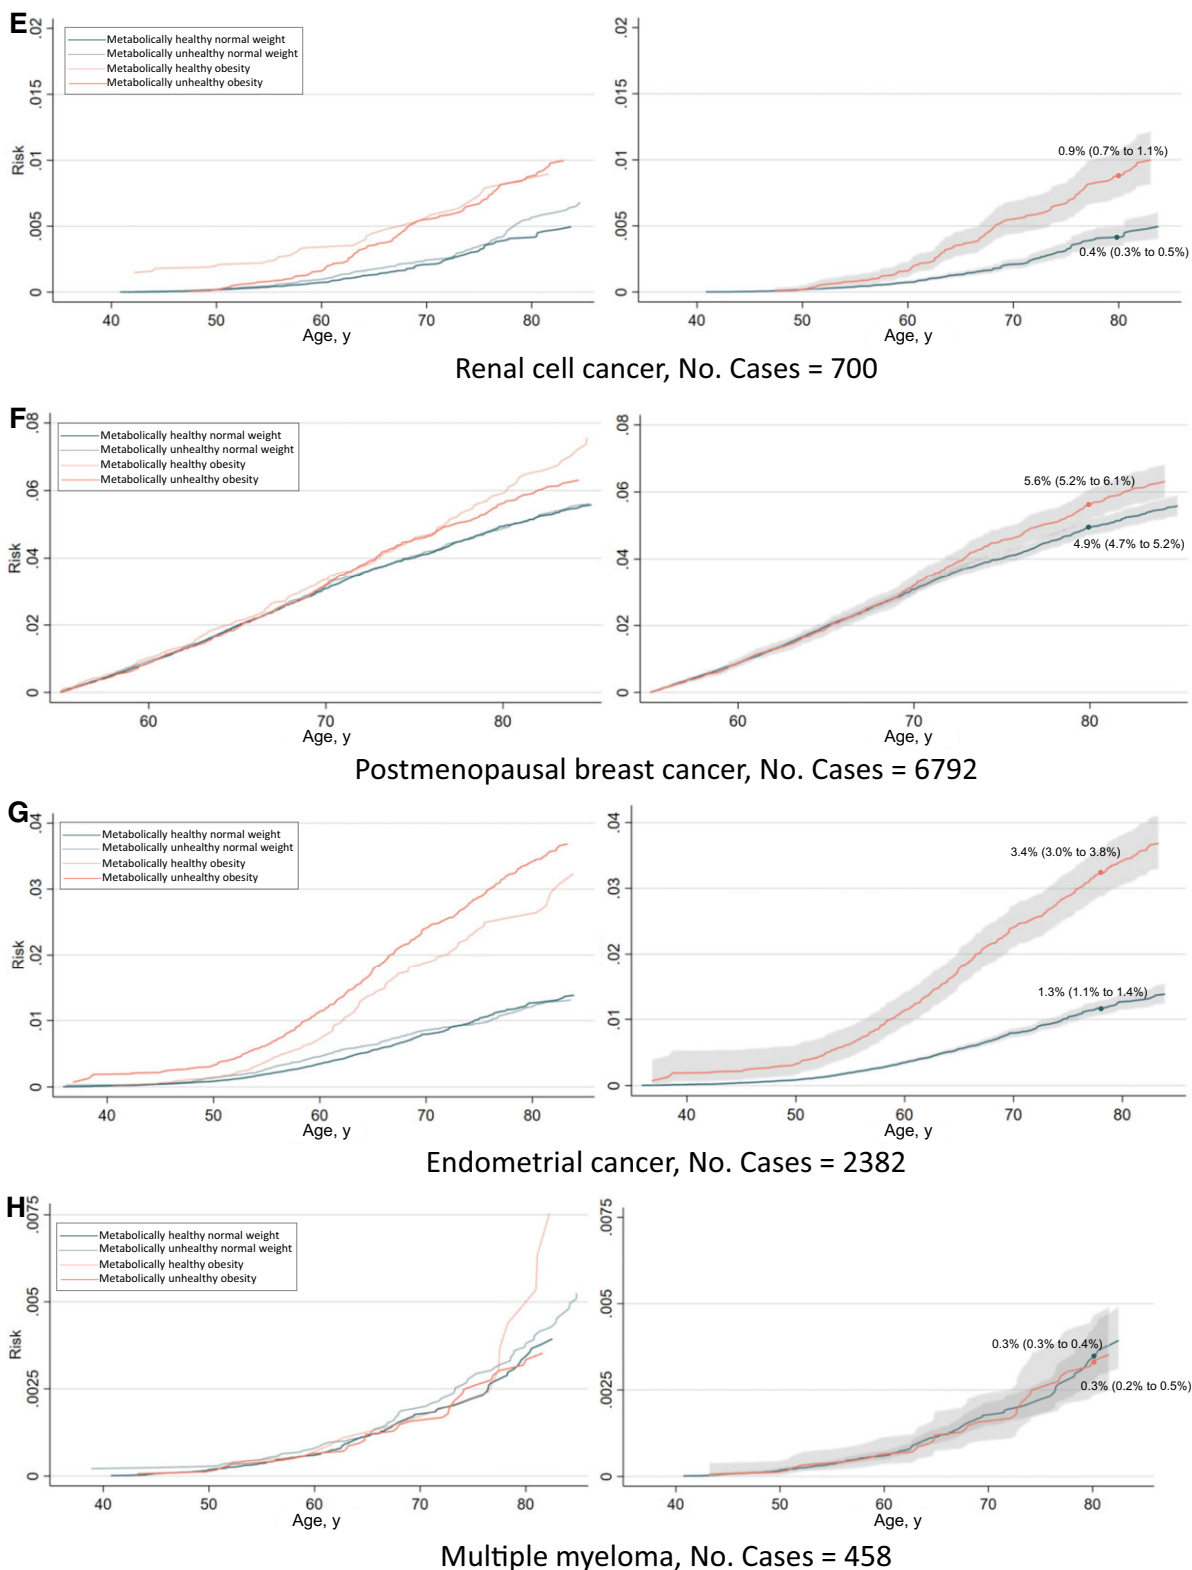 E
Metabolically healthy normal weight
Metabolically unhealthy normal weight
Metabolically healthy obesity
Metabolically unhealthy obesity
.02
.015
.01
.005
0
Risk
40 50 60 70 80
Age, y
.02
.015
.01
.005
0
0.9% (0.7% to 1.1%)
0.4% (0.3% to 0.5%)
40 50 60 70 80
Age, y
Renal cell cancer, No. Cases = 700
F
Metabolically healthy normal weight
Metabolically unhealthy normal weight
Metabolically healthy obesity
Metabolically unhealthy obesity
.08
.06
.04
.02
0
Risk
60 70 80
Age, y
.08
.06
.04
.02
0
5.6% (5.2% to 6.1%)
4.9% (4.7% to 5.2%)
60 70 80
Age, y
Postmenopausal breast cancer, No. Cases = 6792
G
Metabolically healthy normal weight
Metabolically unhealthy normal weight
Metabolically healthy obesity
Metabolically unhealthy obesity
.04
.03
.02
.01
0
Risk
40 50 60 70 80
Age, y
.04
.03
.02
.01
0
3.4% (3.0% to 3.8%)
1.3% (1.1% to 1.4%)
40 50 60 70 80
Age, y
Endometrial cancer, No. Cases = 2382
H
Metabolically healthy normal weight
Metabolically unhealthy normal weight
Metabolically healthy obesity
Metabolically unhealthy obesity
.0075
.005
.0025
0
Risk
40 50 60 70 80
Age, y
.0075
.005
.0025
0
0.3% (0.3% to 0.4%)
0.3% (0.2% to 0.5%)
40 50 60 70 80
Age, y
Multiple myeloma, No. Cases = 458